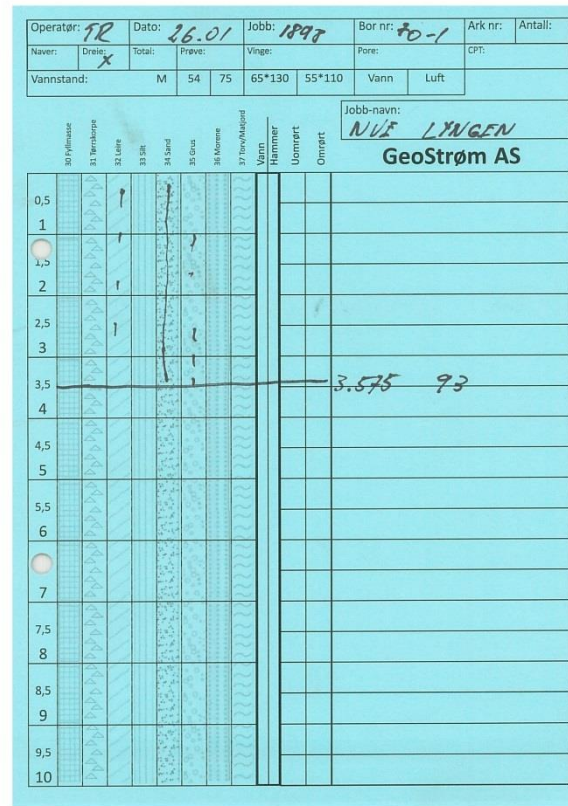 Operatør: TR Dato: 26.01 Jobb: 1898 Bor nr: 70-1 Ark nr: Antall:
Naver: Dreie: X Total: Prøve: Vinge: Pore: CPT:
Vannstand: M 54 75 65*130 55*110 Vann Luft
Jobb-navn:
NVE LYNGEN
GeoStrøm AS
30 Fyllmasse 31 Tørrskorpe 32 Leire 33 Silt 34 Sand 35 Grus 36 Morene 37 Torv/Matjord Vann Hammer Uomrørt Omrørt
0,5
1
1,5
2
2,5
3
3,5 3.575 93
4
4,5
5
5,5
6
7
7,5
8
8,5
9
9,5
10